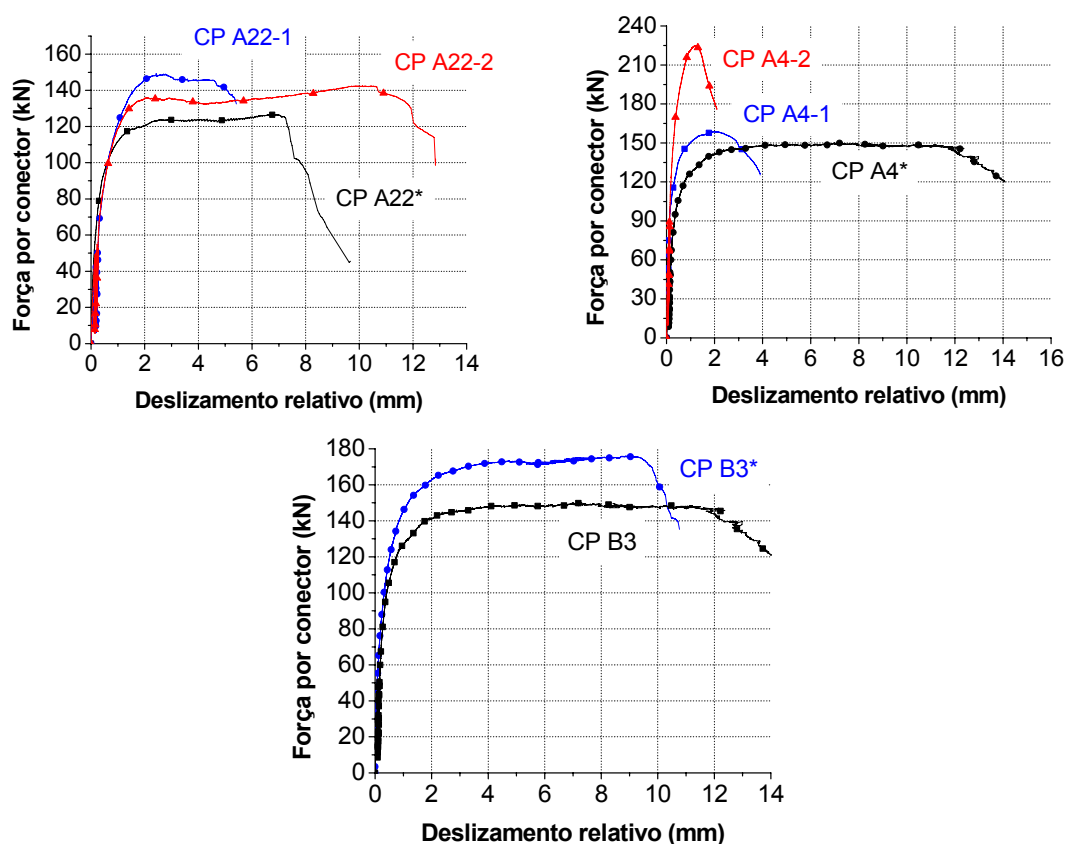 CP A22-1
CP A22-2
CP A22*
160
140
120
100
80
60
40
20
0
0 2 4 6 8 10 12 14
Força por conector (kN)
Deslizamento relativo (mm)
CP A4-2
CP A4-1
CP A4*
240
210
180
150
120
90
60
30
0
0 2 4 6 8 10 12 14 16
Força por conector (kN)
Deslizamento relativo (mm)
CP B3*
CP B3
180
160
140
120
100
80
60
40
20
0
0 2 4 6 8 10 12 14
Força por conector (kN)
Deslizamento relativo (mm)